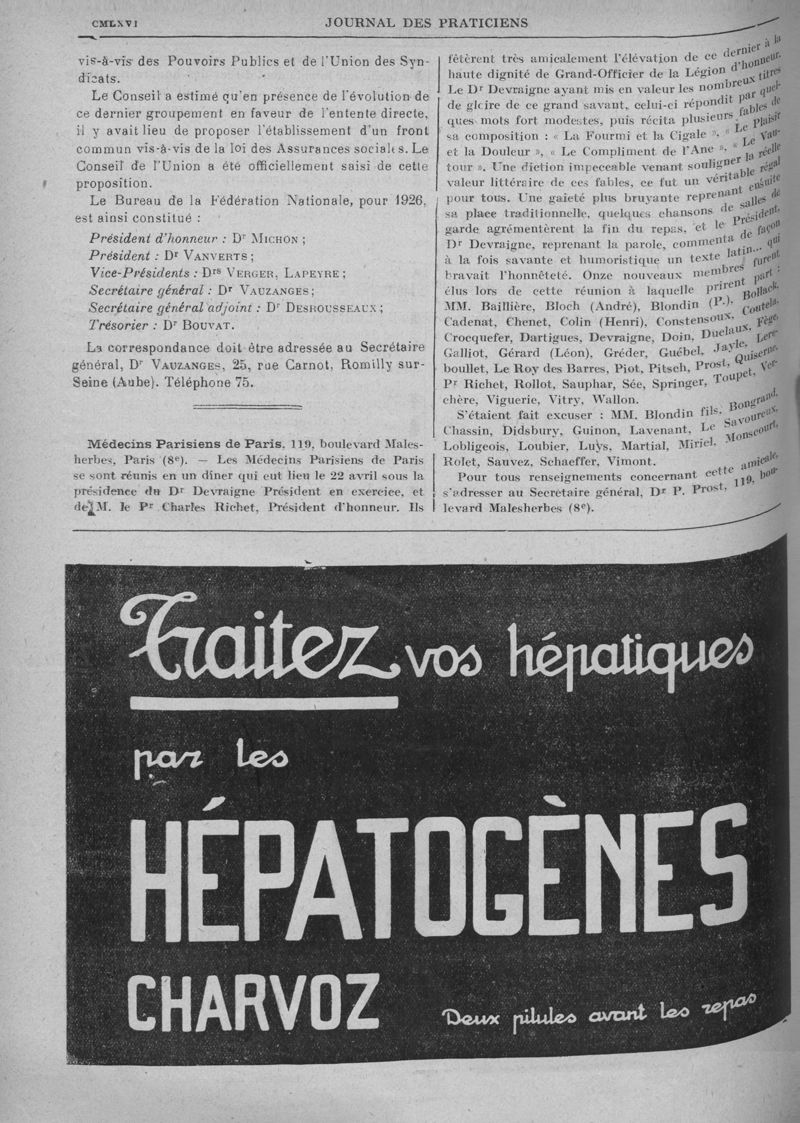 CMLXVI
JOURNAL DES PRATICIENS
vis-à-vis des Pouvoirs Publics et de l'Union des Syn-
dicats.
Le Conseil a estimé qu'en présence de l'évolution de
ce dernier groupement en faveur de l'entente directe,
il y avait lieu de proposer l'établissement d'un front
commun vis-à-vis de la loi des Assurances sociales. Le
Conseil de l'Union a été officiellement saisi de cette
proposition.
Le Bureau de la Fédération Nationale, pour 1926,
est ainsi constitué :
Président d'honneur : Dr MICHON ;
Président : Dr VANVERTS ;
Vice-Présidents : Drs VERGER, LAPEYRE ;
Secrétaire général : Dr VAUZANGES ;
Secrétaire général adjoint : Dr DESROUSSEAUX ;
Trésorier : Dr BOUVAT.
La correspondance doit être adressée au Secrétaire
général, Dr VAUZANGES, 25, rue Carnot, Romilly sur-
Seine (Aube). Téléphone 75.
Médecins Parisiens de Paris, 119, boulevard Males-
herbes, Paris (8e). — Les Médecins Parisiens de Paris
se sont réunis en un dîner qui eut lieu le 22 avril sous la
présidence du Dr Devraigne Président en exercice, et
de M. le Pr Charles Richet, Président d'honneur. Ils
fêtèrent très amicalement l'élévation de ce dernier à la
haute dignité de Grand-Officier de la Légion d'honneur.
Le Dr Devraigne ayant mis en valeur les nombreux titres
de gloire de ce grand savant, celui-ci répondit par quel-
ques mots fort modestes, puis récita plusieurs fables de
sa composition : « La Fourmi et la Cigale », « Le Plaisir
et la Douleur », « Le Compliment de l'Ane », « Le Vau-
tour ». Une diction impeccable venant souligner la réelle
valeur littéraire de ces fables, ce fut un véritable régal
pour tous. Une gaieté plus bruyante reprenant ensuite
sa place traditionnelle, quelques chansons de salles de
garde agrémentèrent la fin du repas, et le Président,
Dr Devraigne, reprenant la parole, commenta de façon
à la fois savante et humoristique un texte latin... qui
bravait l'honnêteté. Onze nouveaux membres furent
élus lors de cette réunion à laquelle prirent part :
MM. Baillière, Bloch (André), Blondin (P.), Bollack,
Cadenat, Chenet, Colin (Henri), Constensoux, Coutela,
Crocquefer, Dartigues, Devraigne, Doin, Duclaux, Fège,
Galliot, Gérard (Léon), Gréder, Guébel, Jayle, Lere-
boullet, Le Roy des Barres, Piot, Pitsch, Prost, Quiserne,
Pr Richet, Rollot, Sauphar, Sée, Springer, Toupet, Ver-
chère, Viguerie, Vitry, Wallon.
S'étaient fait excuser : MM. Blondin fils, Bongrand,
Chassin, Didsbury, Guinon, Lavenant, Le Savoureux,
Lobligeois, Loubier, Luys, Martial, Miriel, Monscourt,
Rolet, Sauvez, Schaeffer, Vimont.
Pour tous renseignements concernant cette amicale,
s'adresser au Secretaire général, Dr P. Prost, 119, bou-
levard Malesherbes (8e).
Traitez vos hépatiques
par les
HÉPATOGÈNES
CHARVOZ
Deux pilules avant les repas